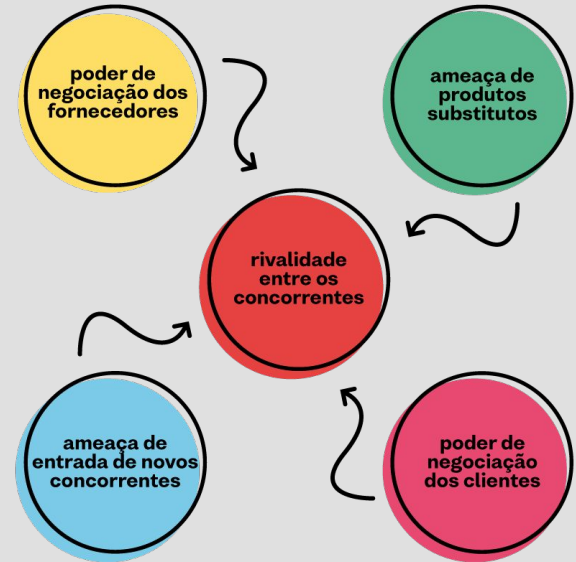 poder de
negociação dos
fornecedores
ameaça de
produtos
substitutos
rivalidade
entre os
concorrentes
ameaça de
entrada de novos
concorrentes
poder de
negociação
dos clientes